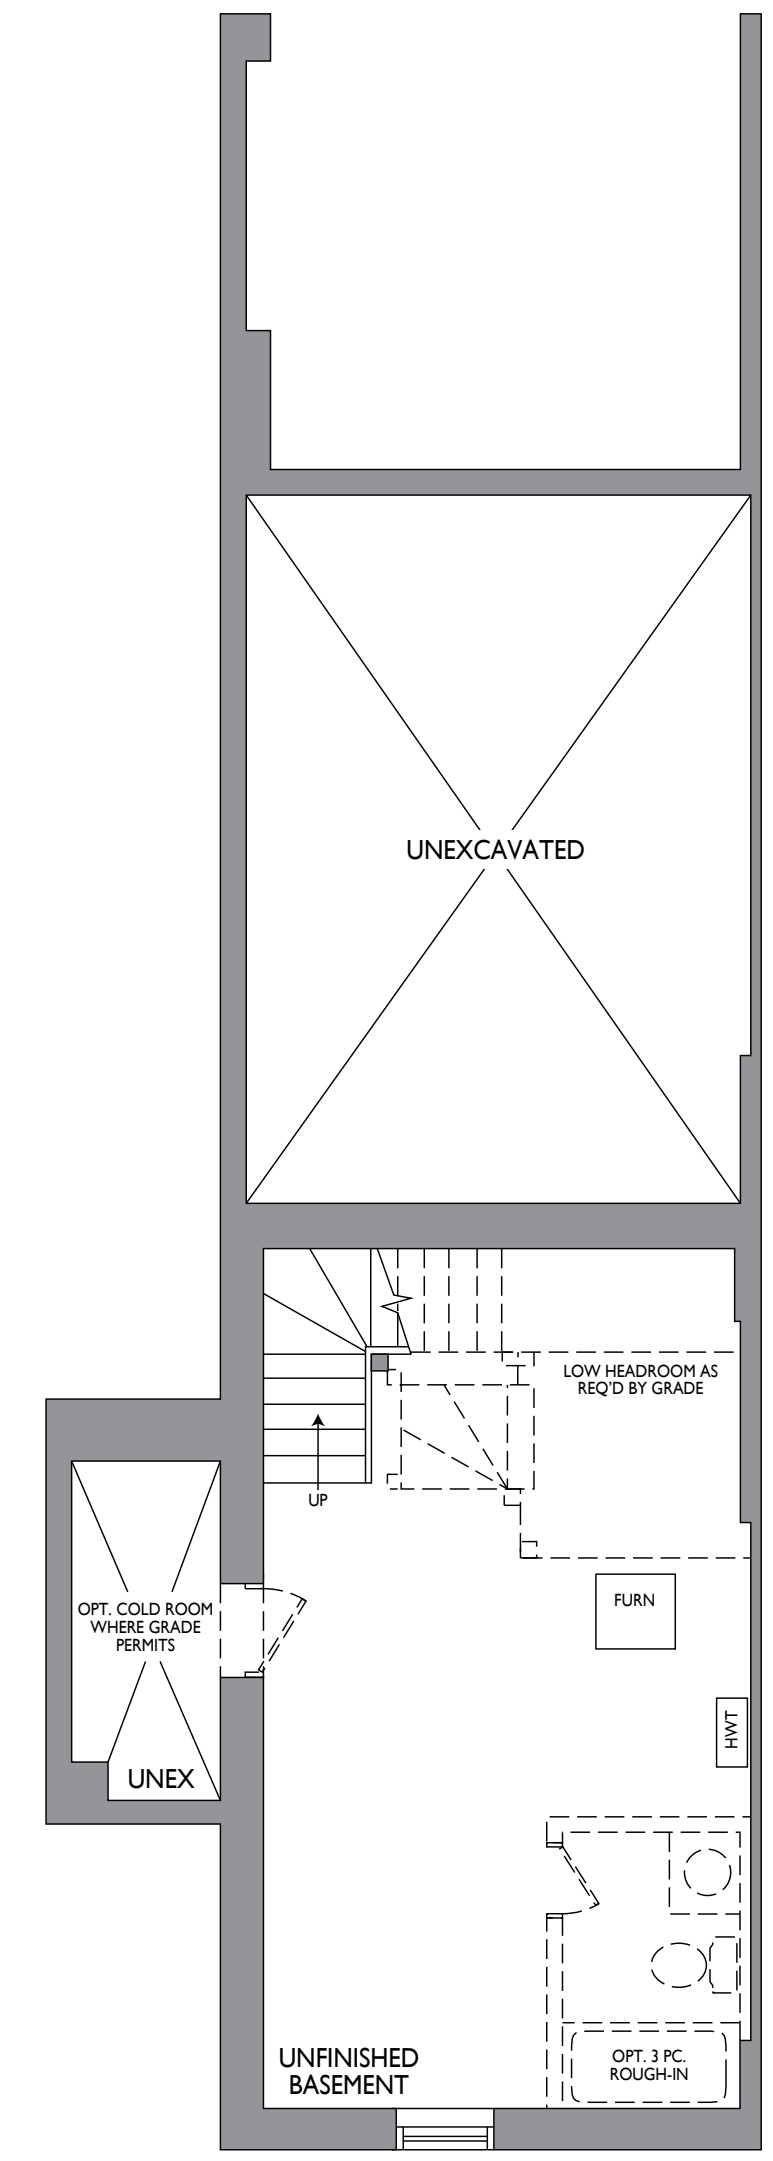 UNEXCAVATED
LOW HEADROOM AS
REQ'D BY GRADE
UP
FURN
OPT. COLD ROOM
WHERE GRADE
PERMITS
HWT
UNEX
UNFINISHED
BASEMENT
OPT. 3 PC.
ROUGH-IN